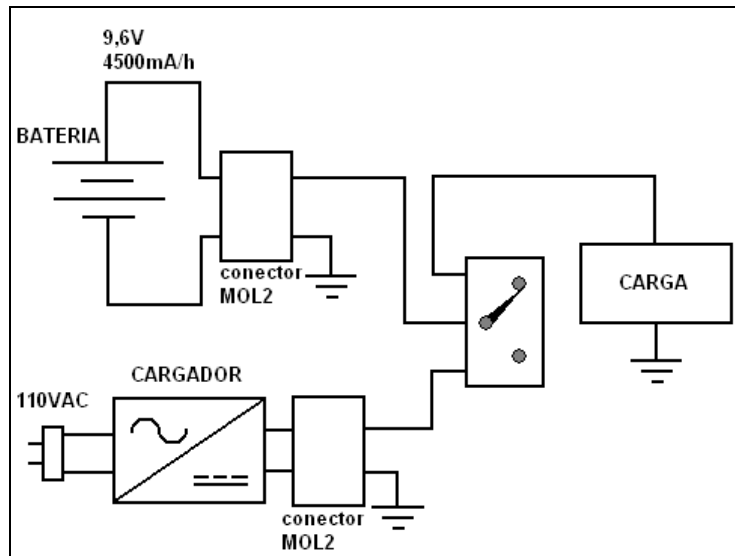 9,6V
4500mA/h
BATERIA
conector
MOL2
CARGA
CARGADOR
110VAC
conector
MOL2